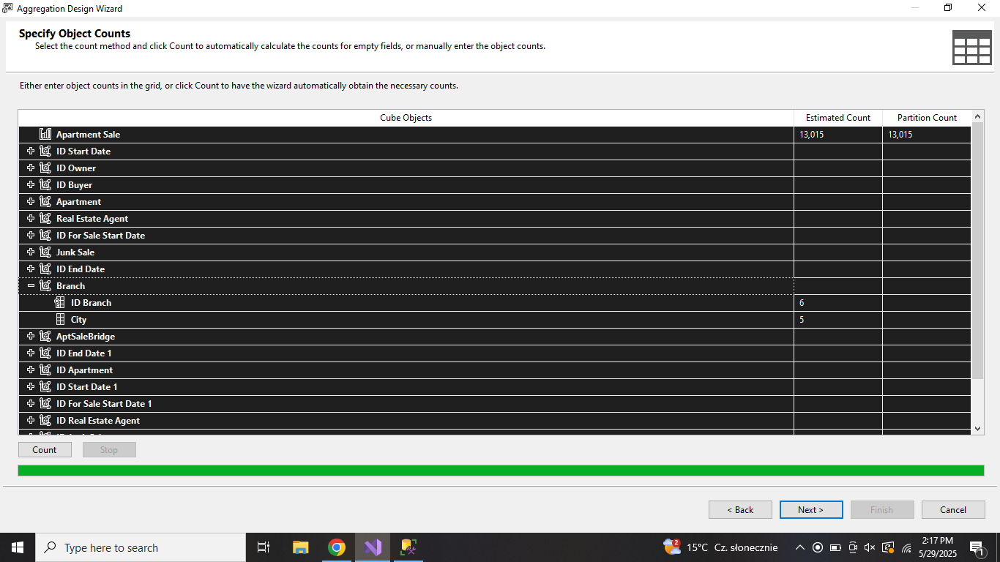 Aggregation Design Wizard
Specify Object Counts
Select the count method and click Count to automatically calculate the counts for empty fields, or manually enter the object counts.
Either enter object counts in the grid, or click Count to have the wizard automatically obtain the necessary counts.
Cube Objects Estimated Count Partition Count
Apartment Sale 13,015 13,015
ID Start Date
ID Owner
ID Buyer
Apartment
Real Estate Agent
ID For Sale Start Date
Junk Sale
ID End Date
Branch
ID Branch 6
City 5
AptSaleBridge
ID End Date 1
ID Apartment
ID Start Date 1
ID For Sale Start Date 1
ID Real Estate Agent
Count Stop
< Back Next > Finish Cancel
Type here to search 2 15°C Cz. słonecznie 2:17 PM
5/29/2025 1